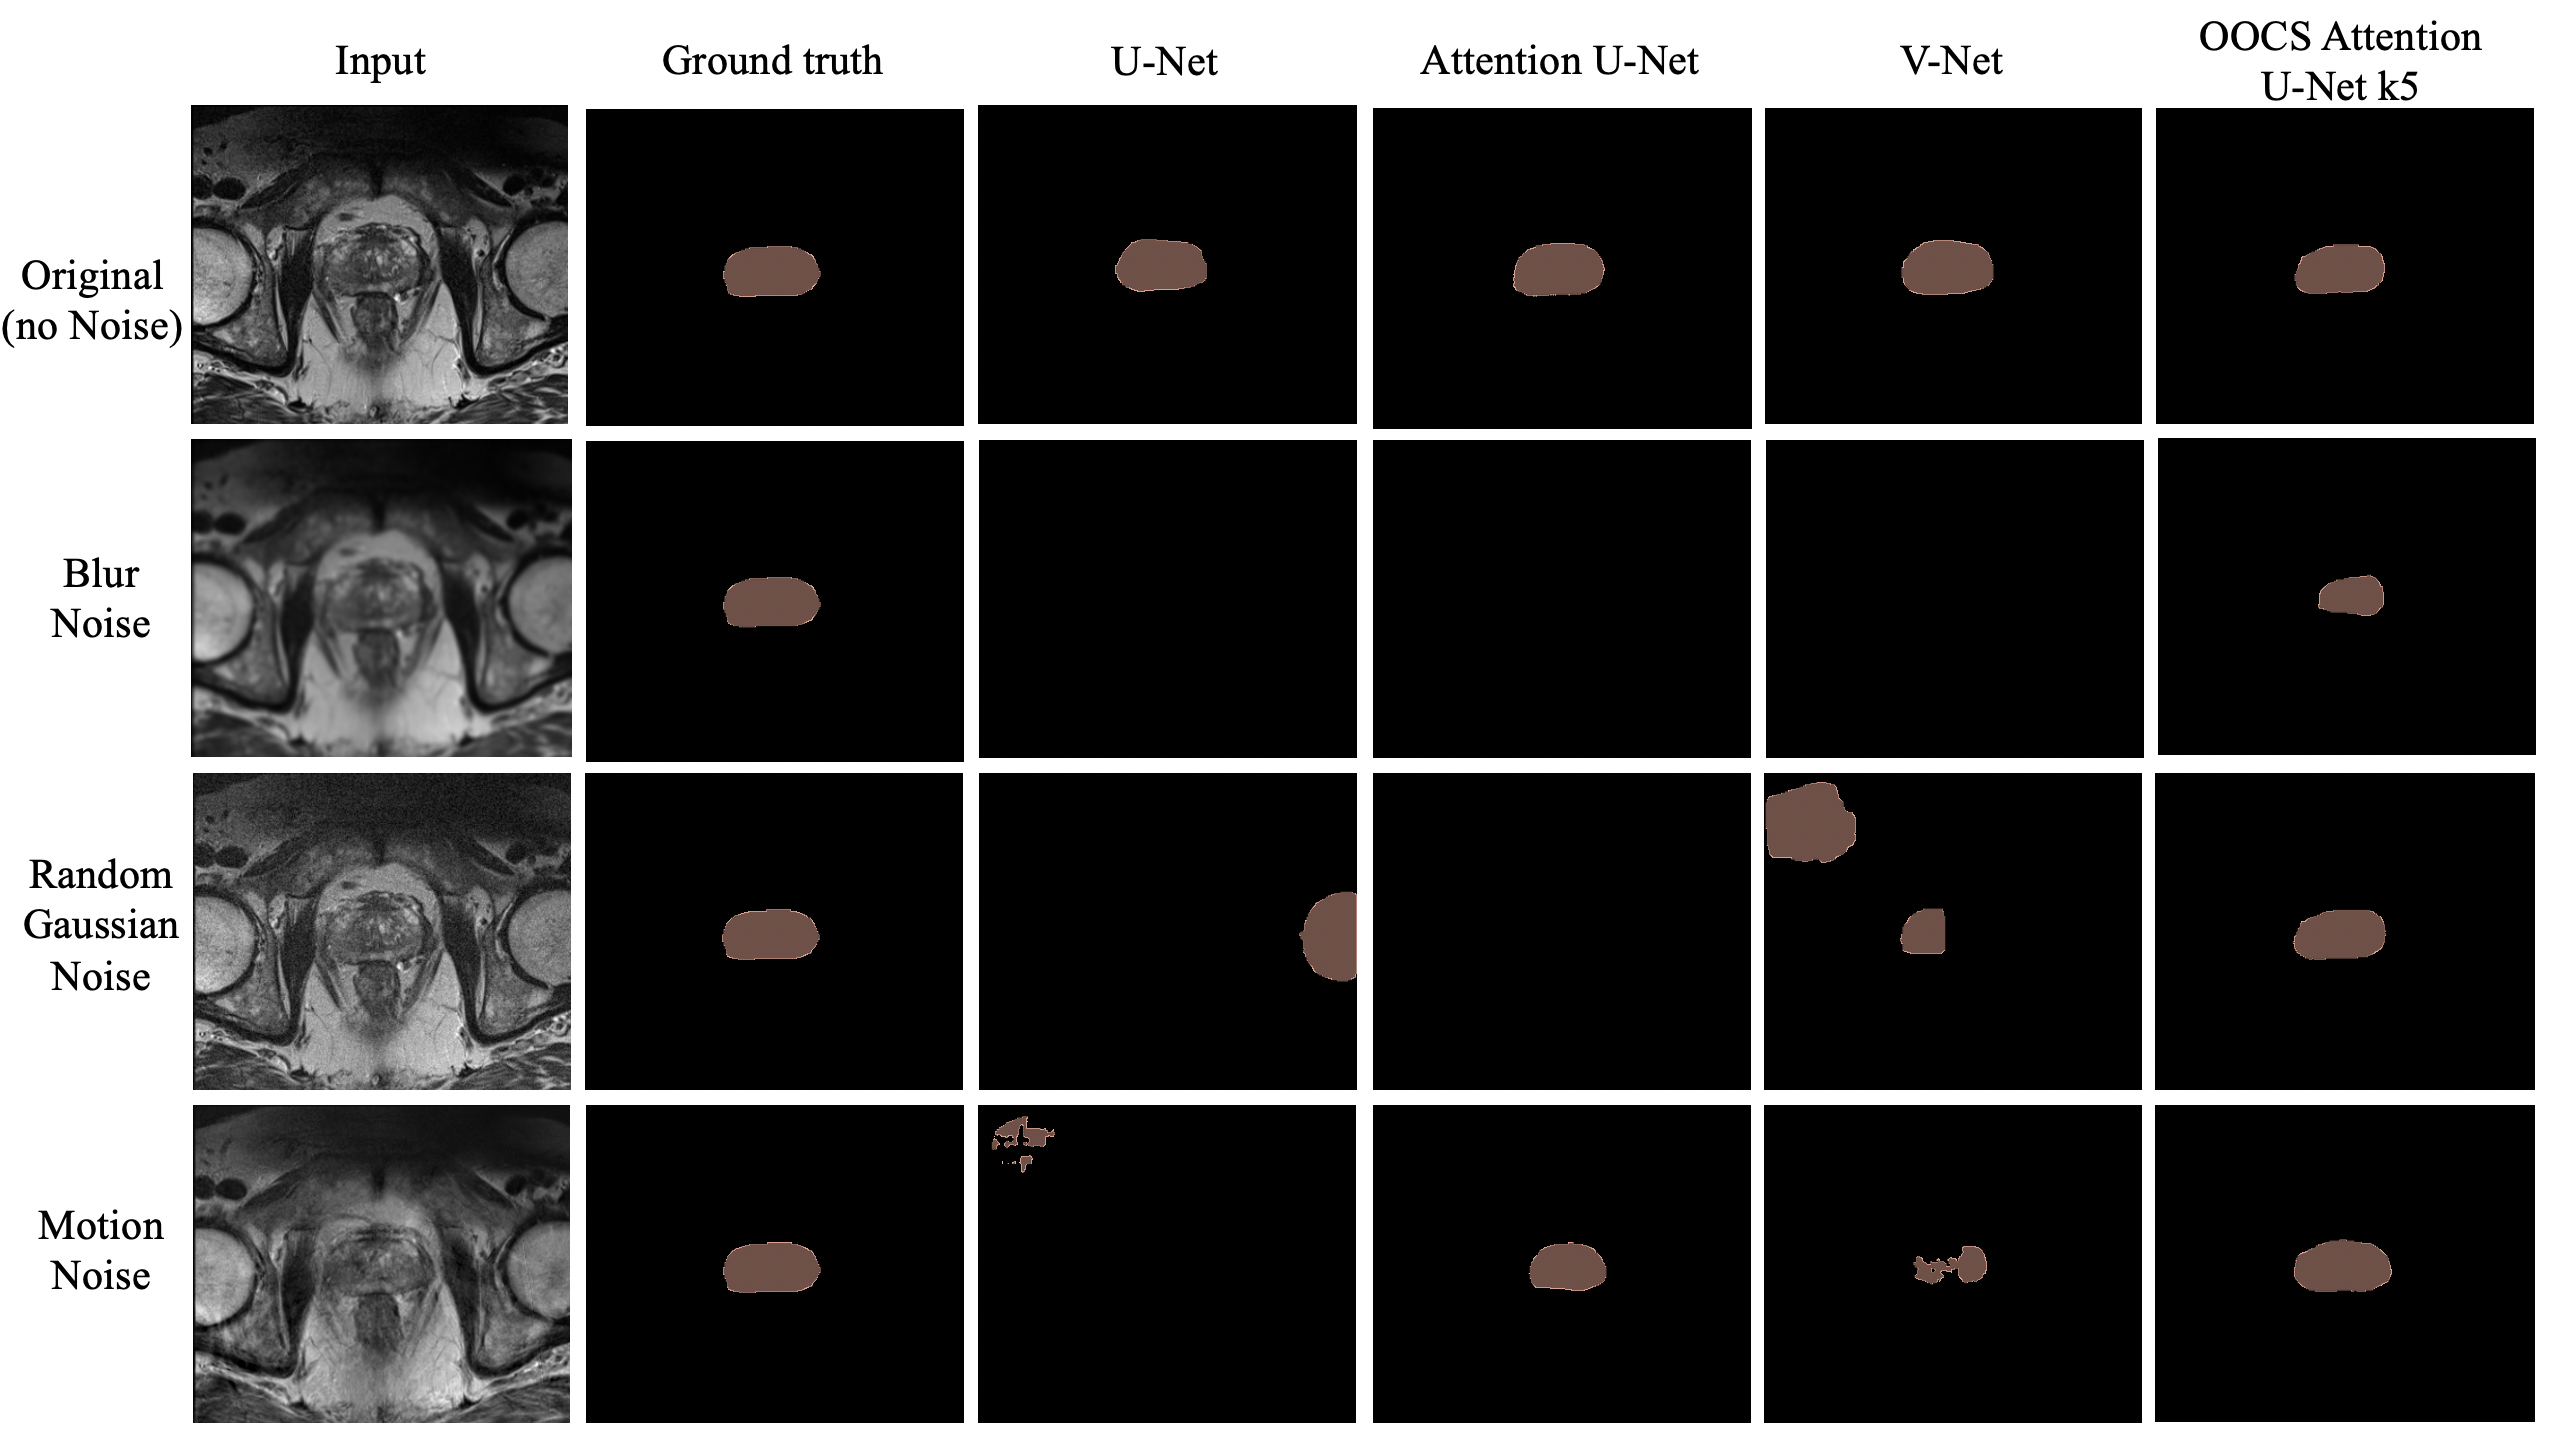 Input
Ground truth
U-Net
Attention U-Net
V-Net
OOCS Attention
U-Net k5
Original
(no Noise)
Blur
Noise
Random
Gaussian
Noise
Motion
Noise